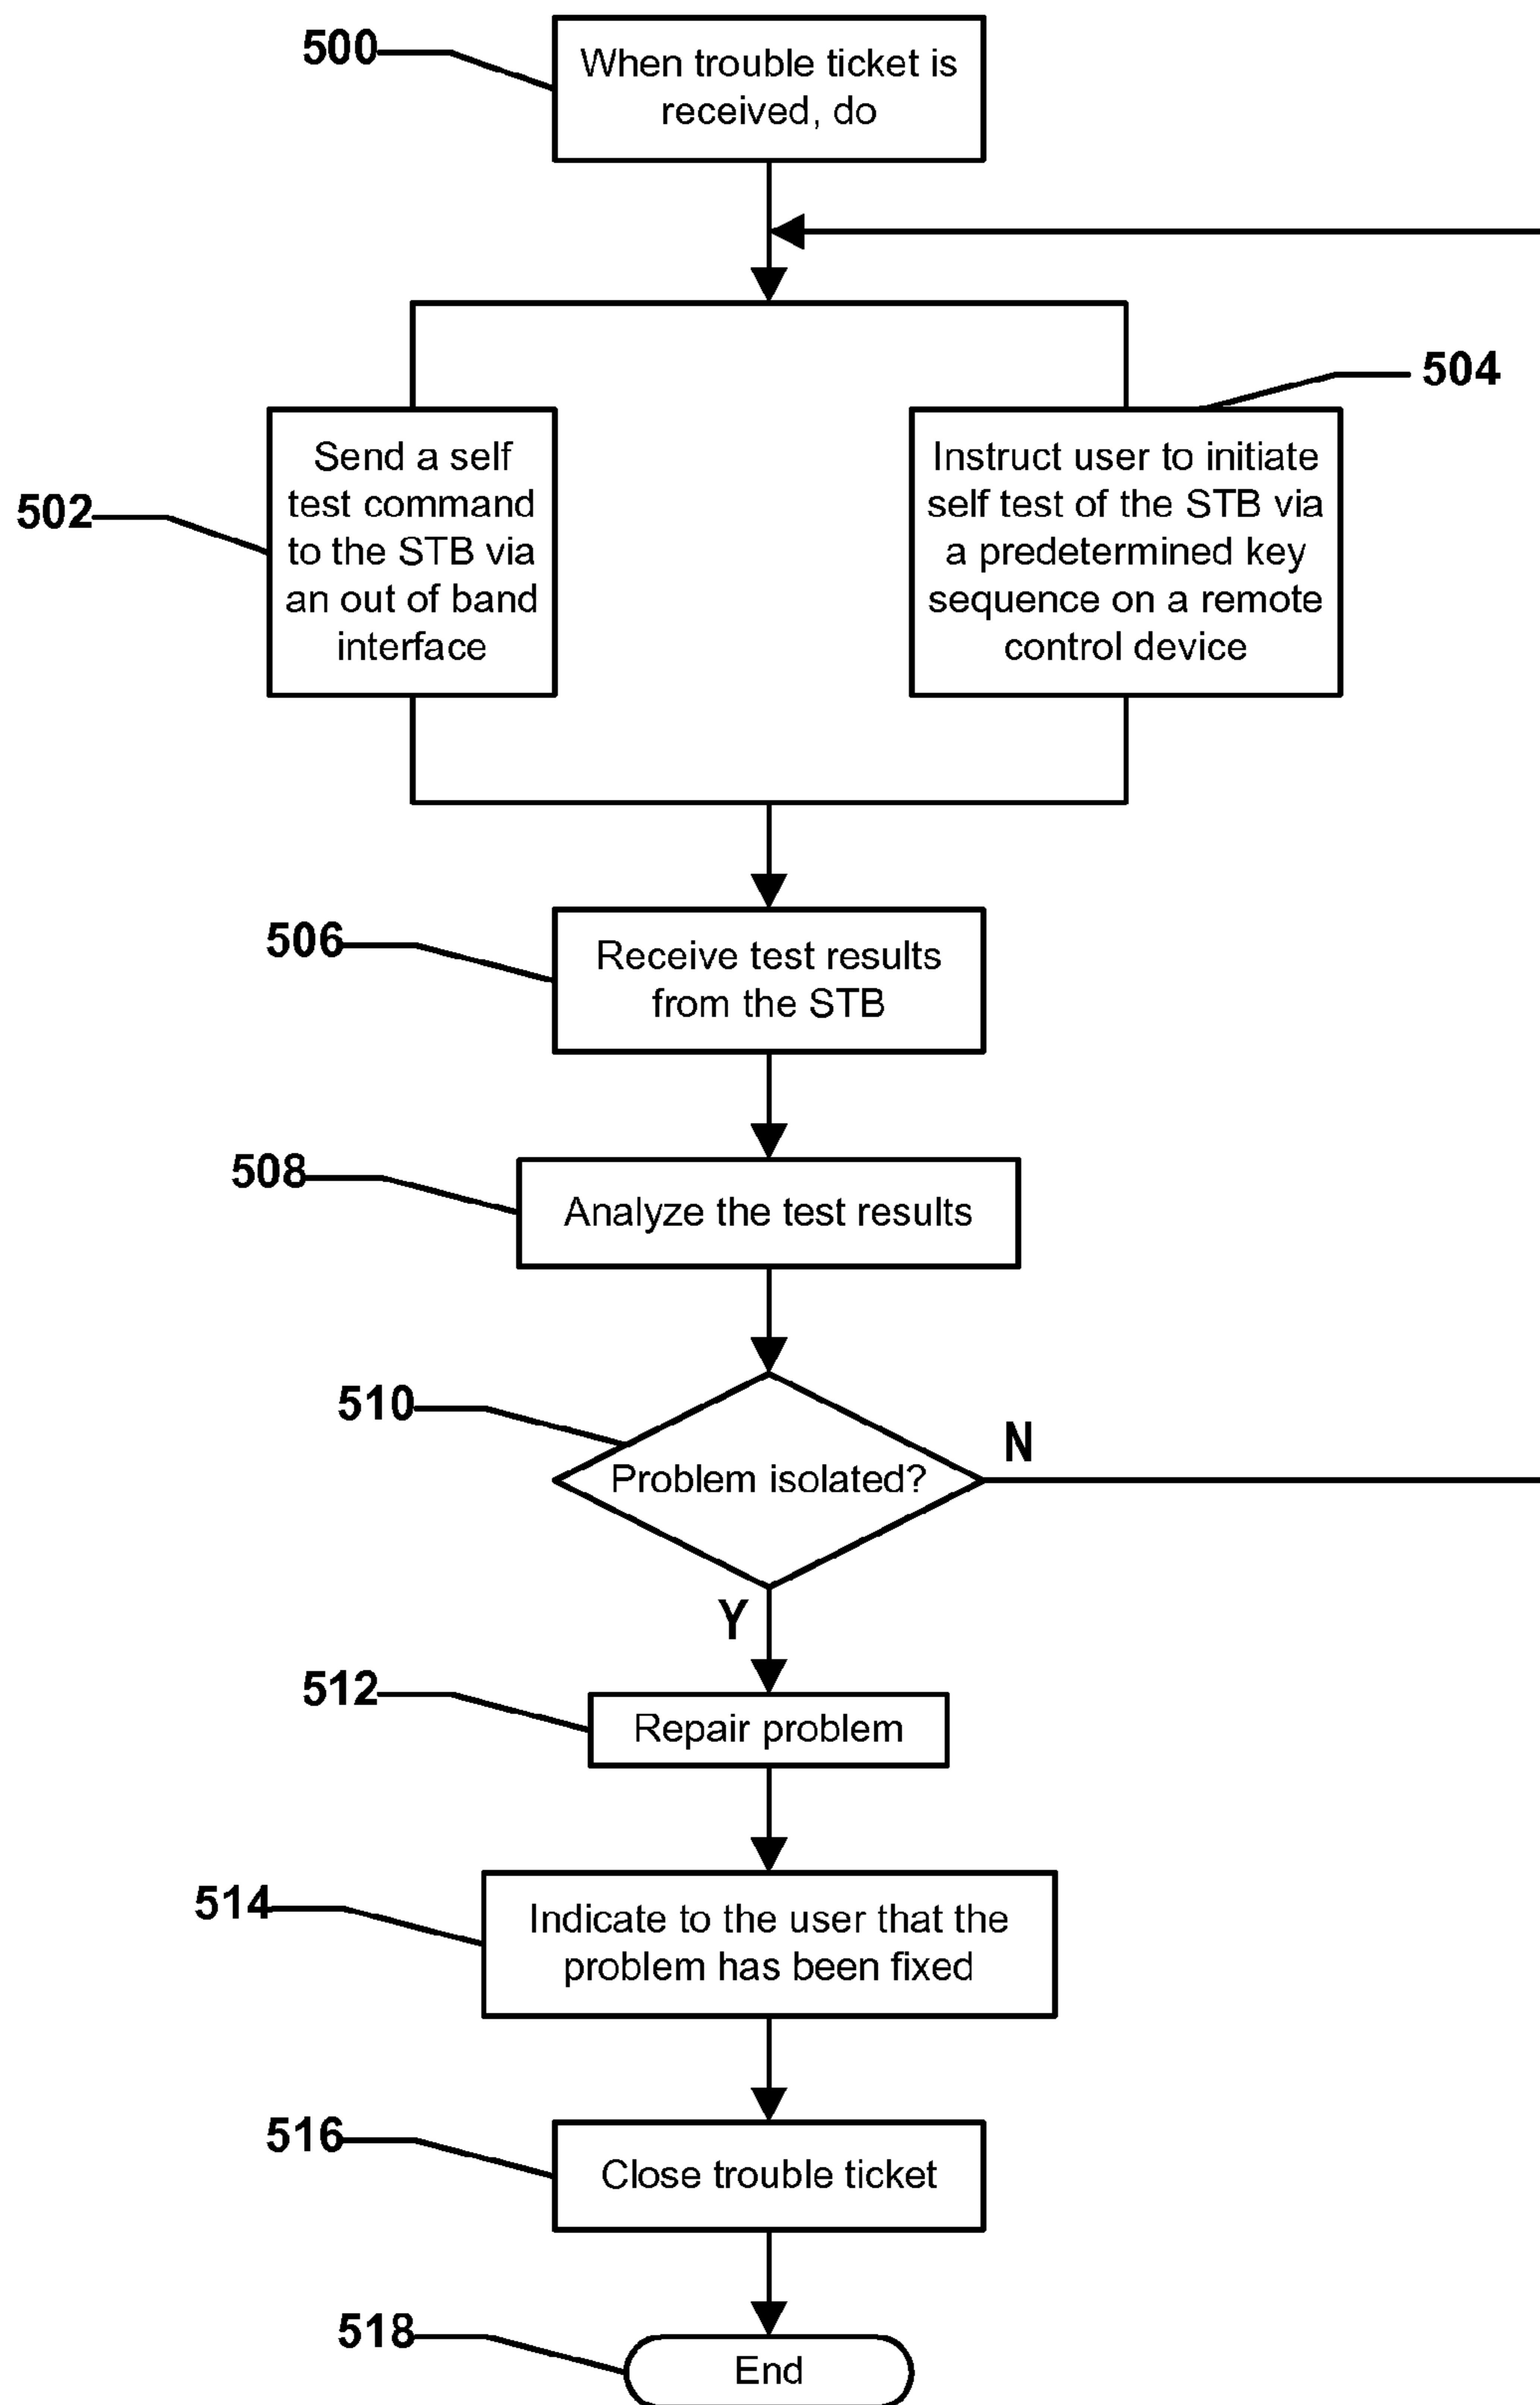 500
When trouble ticket is
received, do
504
502
Send a self
test command
to the STB via
an out of band
interface
Instruct user to initiate
self test of the STB via
a predetermined key
sequence on a remote
control device
506
Receive test results
from the STB
508
Analyze the test results
510
Problem isolated?
N
Y
512
Repair problem
514
Indicate to the user that the
problem has been fixed
516
Close trouble ticket
518
End